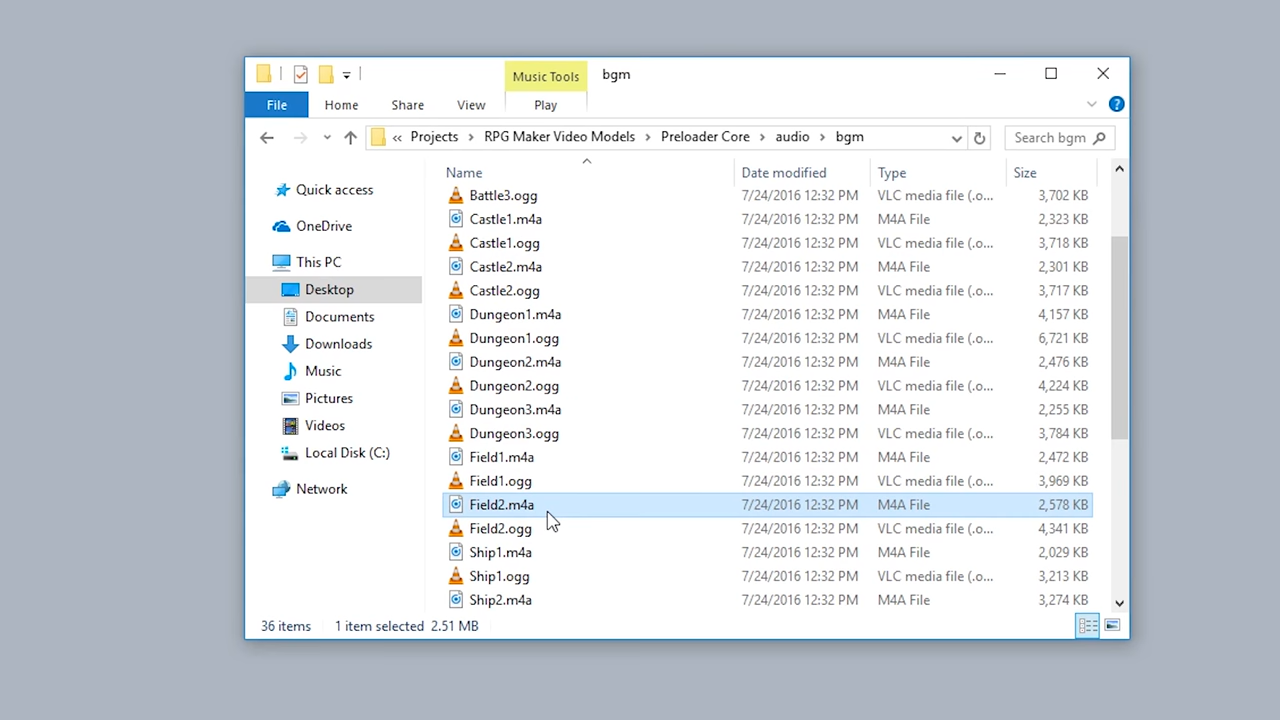 Music Tools bgm
File Home Share View Play
« Projects > RPG Maker Video Models > Preloader Core > audio > bgm Search bgm
Quick access
OneDrive
This PC
Desktop
Documents
Downloads
Music
Pictures
Videos
Local Disk (C:)
Network
Name Date modified Type Size
Battle3.ogg 7/24/2016 12:32 PM VLC media file (.o... 3,702 KB
Castle1.m4a 7/24/2016 12:32 PM M4A File 2,323 KB
Castle1.ogg 7/24/2016 12:32 PM VLC media file (.o... 3,718 KB
Castle2.m4a 7/24/2016 12:32 PM M4A File 2,301 KB
Castle2.ogg 7/24/2016 12:32 PM VLC media file (.o... 3,717 KB
Dungeon1.m4a 7/24/2016 12:32 PM M4A File 4,157 KB
Dungeon1.ogg 7/24/2016 12:32 PM VLC media file (.o... 6,721 KB
Dungeon2.m4a 7/24/2016 12:32 PM M4A File 2,476 KB
Dungeon2.ogg 7/24/2016 12:32 PM VLC media file (.o... 4,224 KB
Dungeon3.m4a 7/24/2016 12:32 PM M4A File 2,255 KB
Dungeon3.ogg 7/24/2016 12:32 PM VLC media file (.o... 3,784 KB
Field1.m4a 7/24/2016 12:32 PM M4A File 2,472 KB
Field1.ogg 7/24/2016 12:32 PM VLC media file (.o... 3,969 KB
Field2.m4a 7/24/2016 12:32 PM M4A File 2,578 KB
Field2.ogg 7/24/2016 12:32 PM VLC media file (.o... 4,341 KB
Ship1.m4a 7/24/2016 12:32 PM M4A File 2,029 KB
Ship1.ogg 7/24/2016 12:32 PM VLC media file (.o... 3,213 KB
Ship2.m4a 7/24/2016 12:32 PM M4A File 3,274 KB
36 items 1 item selected 2.51 MB